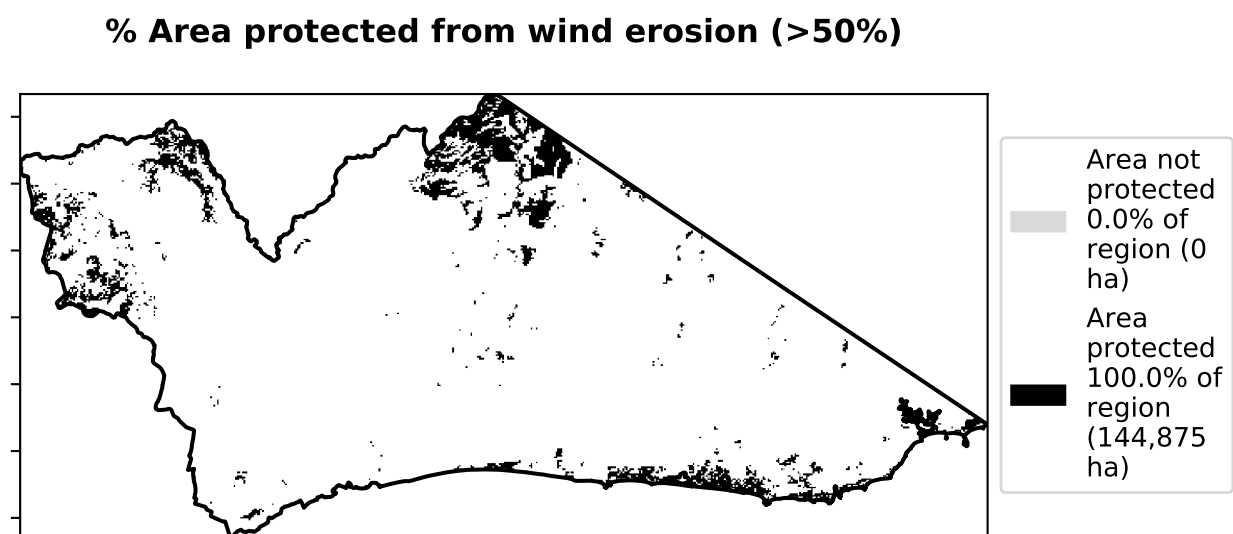 % Area protected from wind erosion (>50%)
Area not
protected
0.0% of
region (0
ha)
Area
protected
100.0% of
region
(144,875
ha)